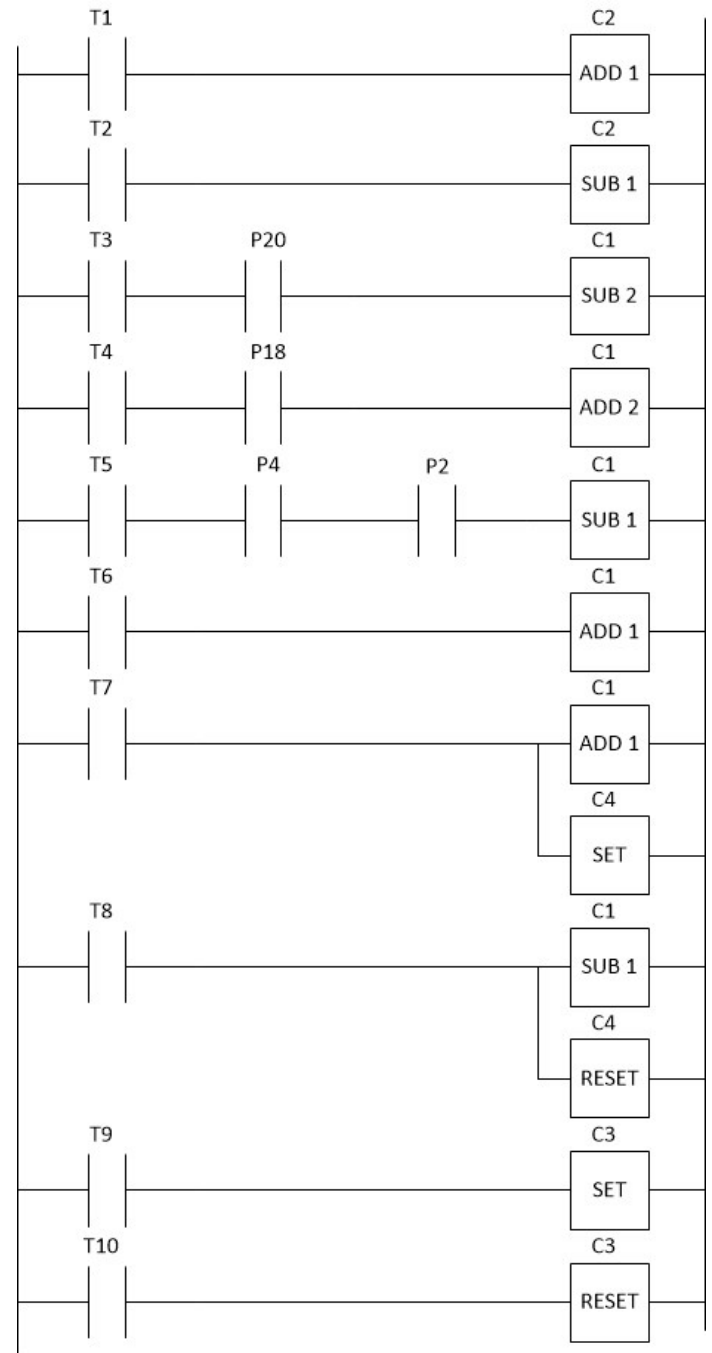 T1 C2
ADD 1
T2 C2
SUB 1
T3 P20 C1
SUB 2
T4 P18 C1
ADD 2
T5 P4 P2 C1
SUB 1
T6 C1
ADD 1
T7 C1
ADD 1
C4
SET
T8 C1
SUB 1
C4
RESET
T9 C3
SET
T10 C3
RESET